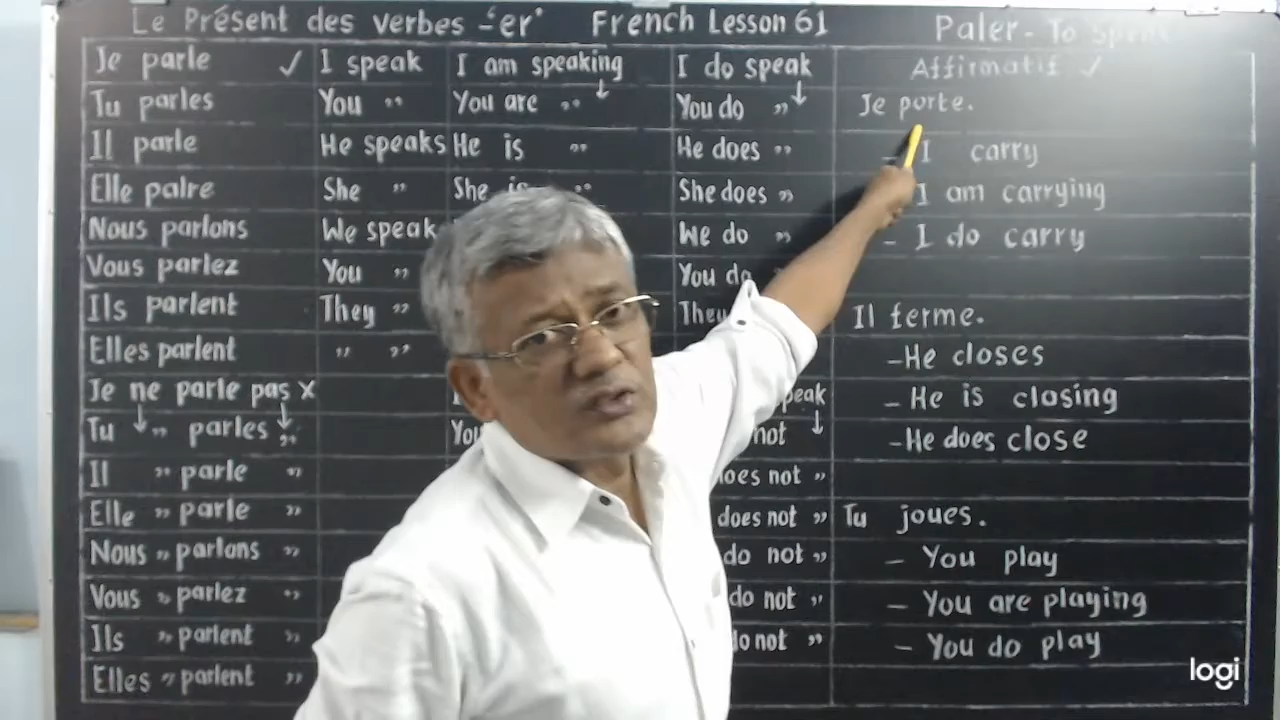 Le Présent des verbes -'er' French Lesson 61 Paler - To speak
Je parle ✓ I speak I am speaking I do speak Affirmatif ✓
Tu parles You " You are " You do " Je porte.
Il parle He speaks He is " He does " - I carry
Elle palre She " She is " She does " I am carrying
Nous parlons We speak We do " - I do carry
Vous parlez You " You do
Ils parlent They " They Il ferme.
Elles parlent " " - He closes
Je ne parle pas X peak - He is closing
Tu " parles " You not - He does close
Il " parle " does not "
Elle " parle " does not " Tu joues.
Nous " parlons " do not " - You play
Vous " parlez " do not " - You are playing
Ils " parlent " do not " - You do play
Elles " parlent "
logi